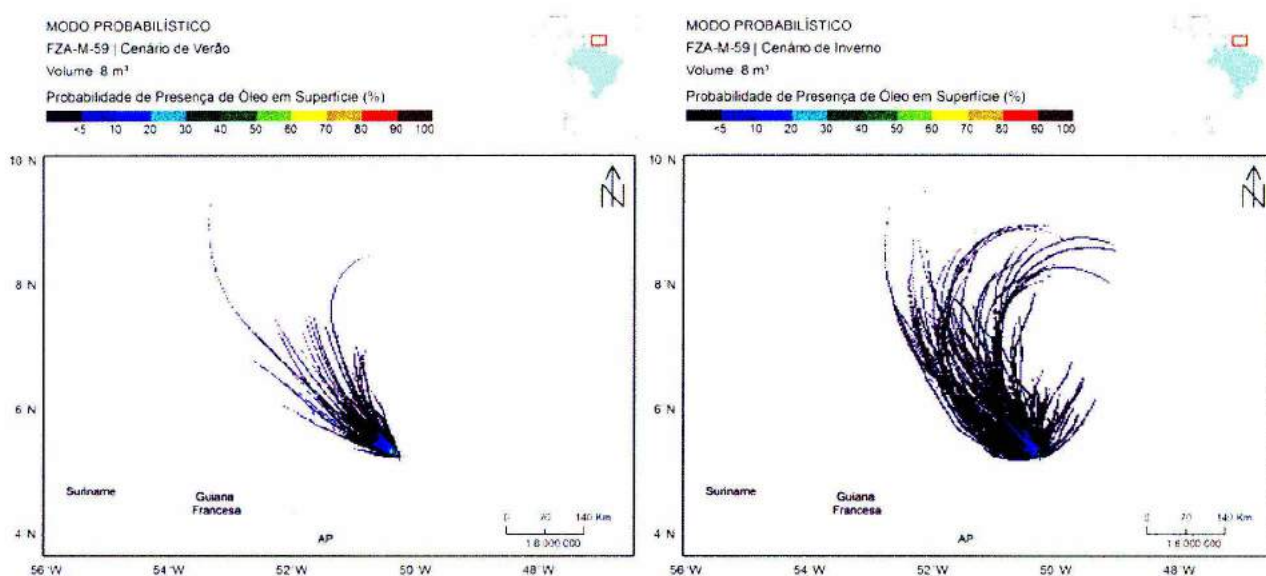 MODO PROBABILÍSTICO
FZA-M-59 | Cenário de Verão
Volume 8 m³
Probabilidade de Presença de Óleo em Superfície (%)
<5 10 20 30 40 50 60 70 80 90 100
10 N
8 N
6 N
4 N
N
Suriname
Guiana
Francesa
AP
0 70 140 Km
1:6.000.000
56 W 54 W 52 W 50 W 48 W
MODO PROBABILÍSTICO
FZA-M-59 | Cenário de Inverno
Volume 8 m³
Probabilidade de Presença de Óleo em Superfície (%)
<5 10 20 30 40 50 60 70 80 90 100
10 N
8 N
6 N
4 N
N
Suriname
Guiana
Francesa
AP
0 70 140 Km
1:6.000.000
56 W 54 W 52 W 50 W 48 W